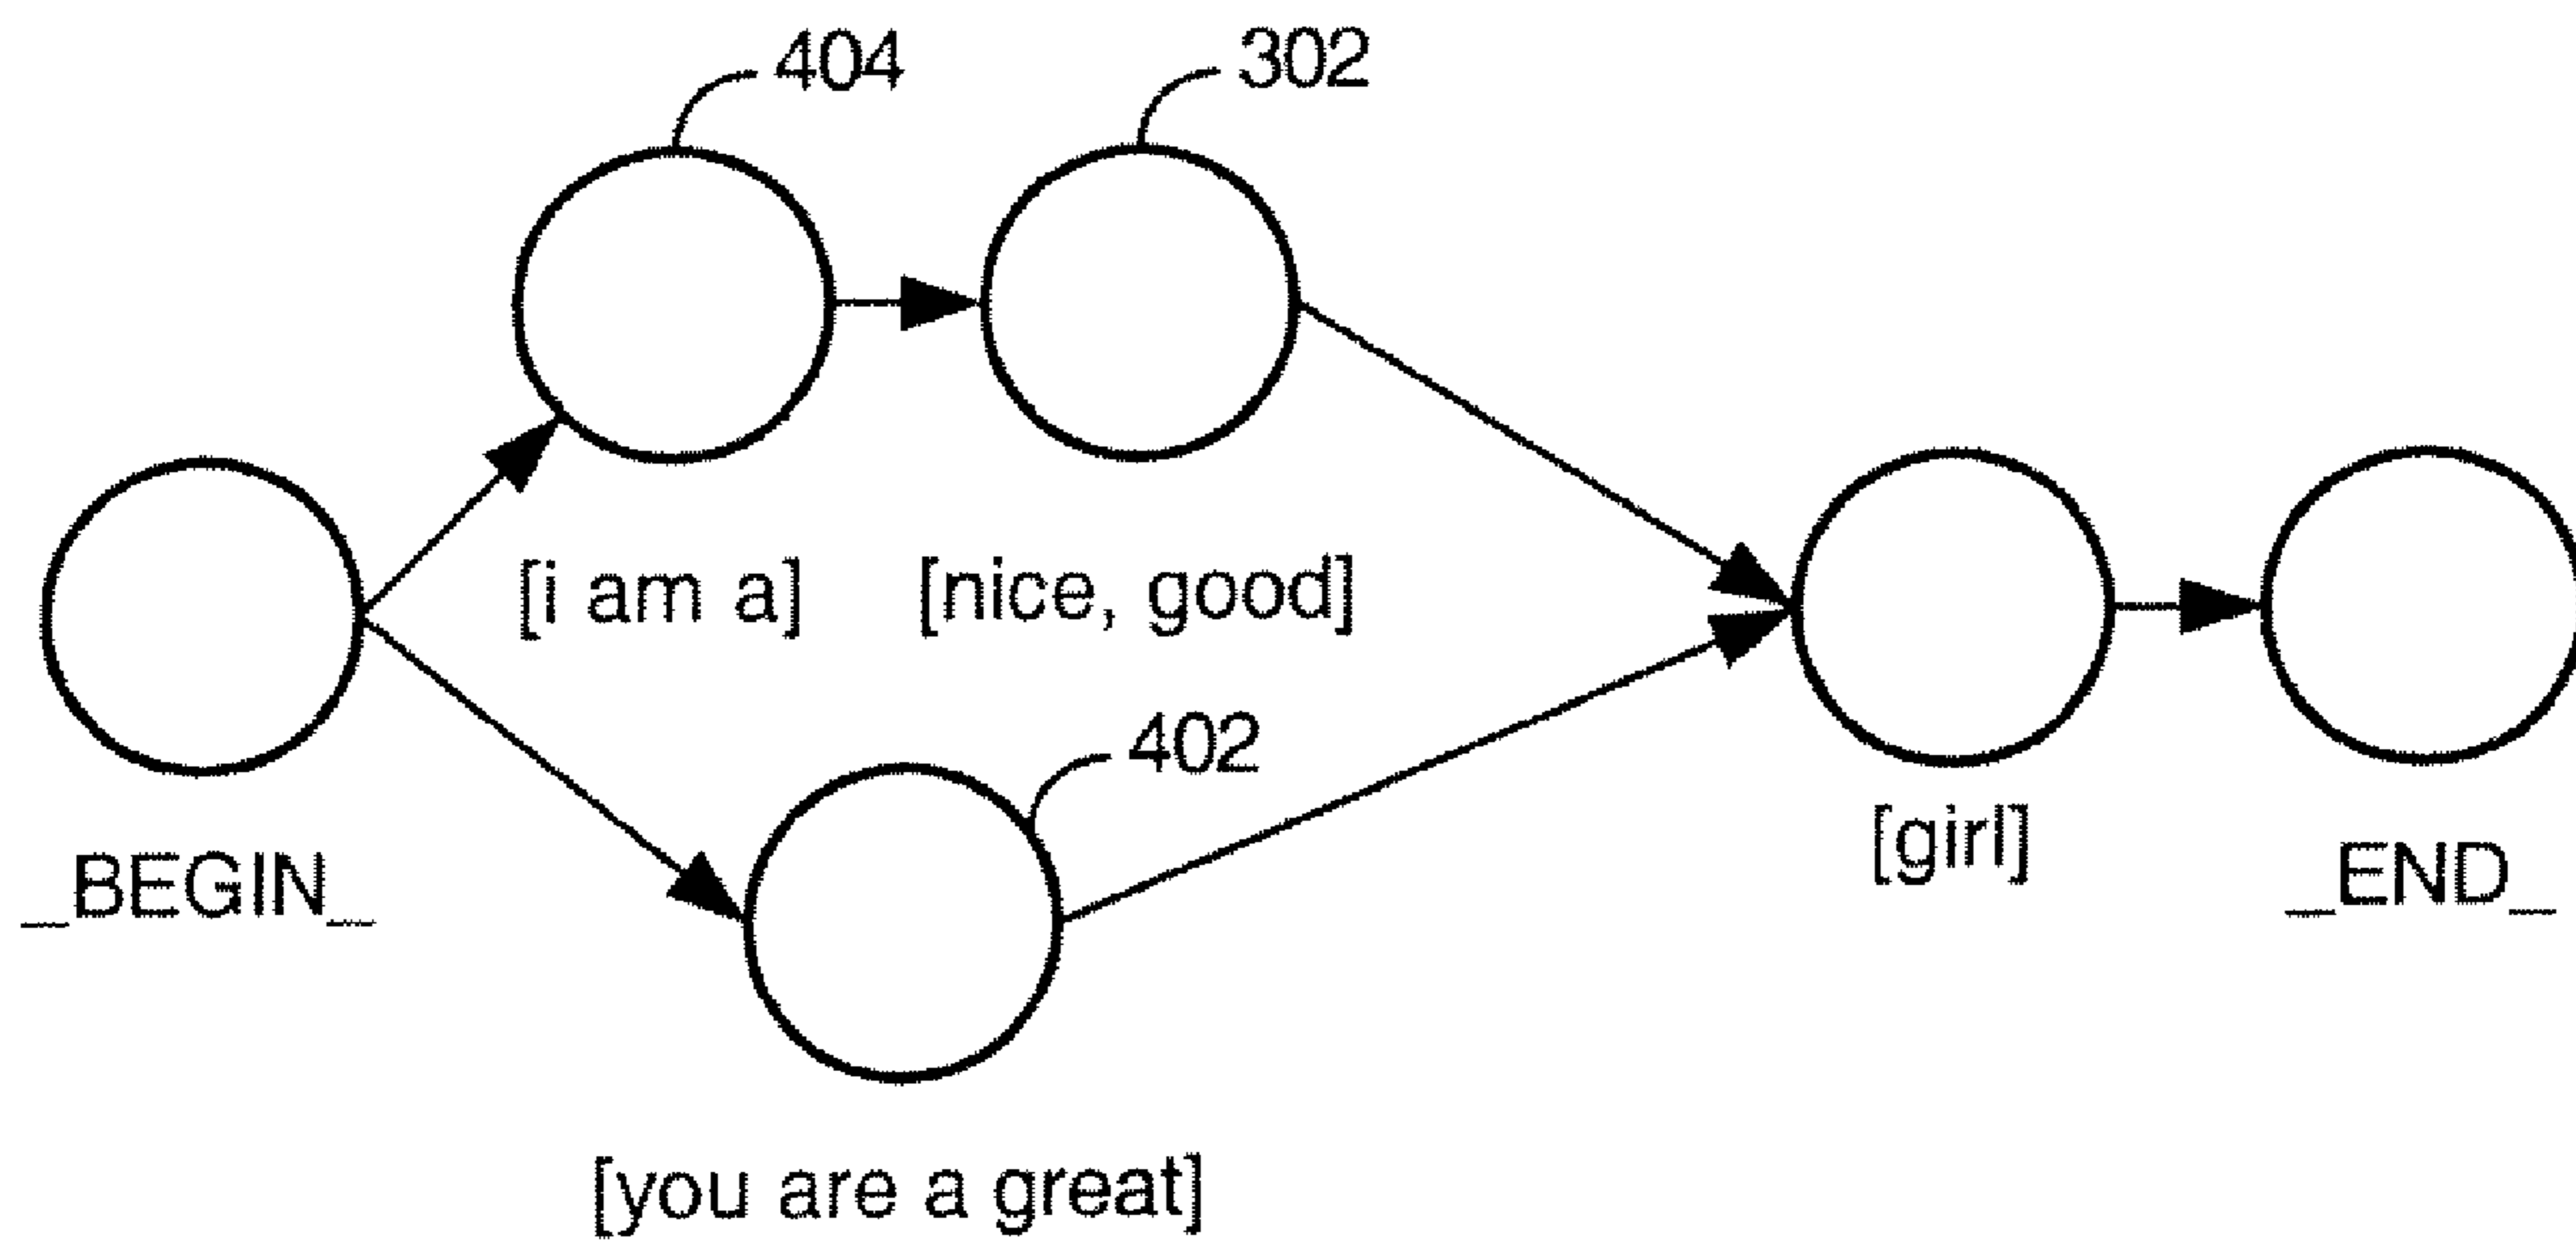 404 302
[i am a] [nice, good]
402
[girl]
_BEGIN_ _END_
[you are a great]